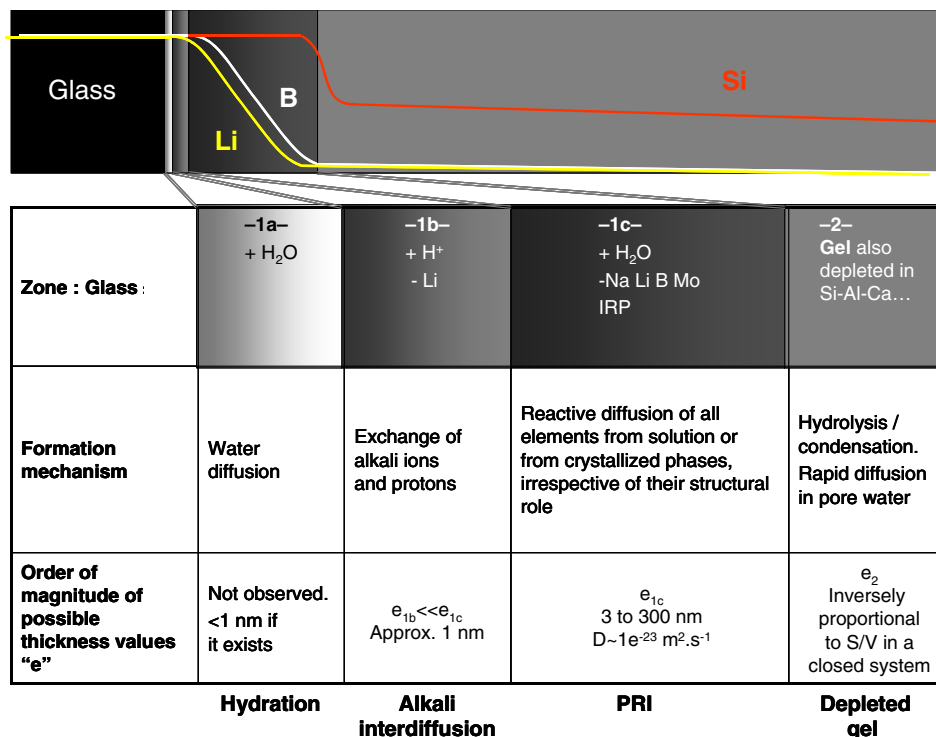 Glass
Li
B
Si
Zone : Glass :
–1a–
+ H₂O
–1b–
+ H⁺
- Li
–1c–
+ H₂O
-Na Li B Mo
IRP
–2–
Gel also
depleted in
Si-Al-Ca…
Formation
mechanism
Water
diffusion
Exchange of
alkali ions
and protons
Reactive diffusion of all
elements from solution or
from crystallized phases,
irrespective of their structural
role
Hydrolysis /
condensation.
Rapid diffusion
in pore water
Order of
magnitude of
possible
thickness values
“e”
Not observed.
<1 nm if
it exists
e₁b<<e₁c
Approx. 1 nm
e₁c
3 to 300 nm
D~1e⁻²³ m².s⁻¹
e₂
Inversely
proportional
to S/V in a
closed system
Hydration
Alkali
interdiffusion
PRI
Depleted
gel